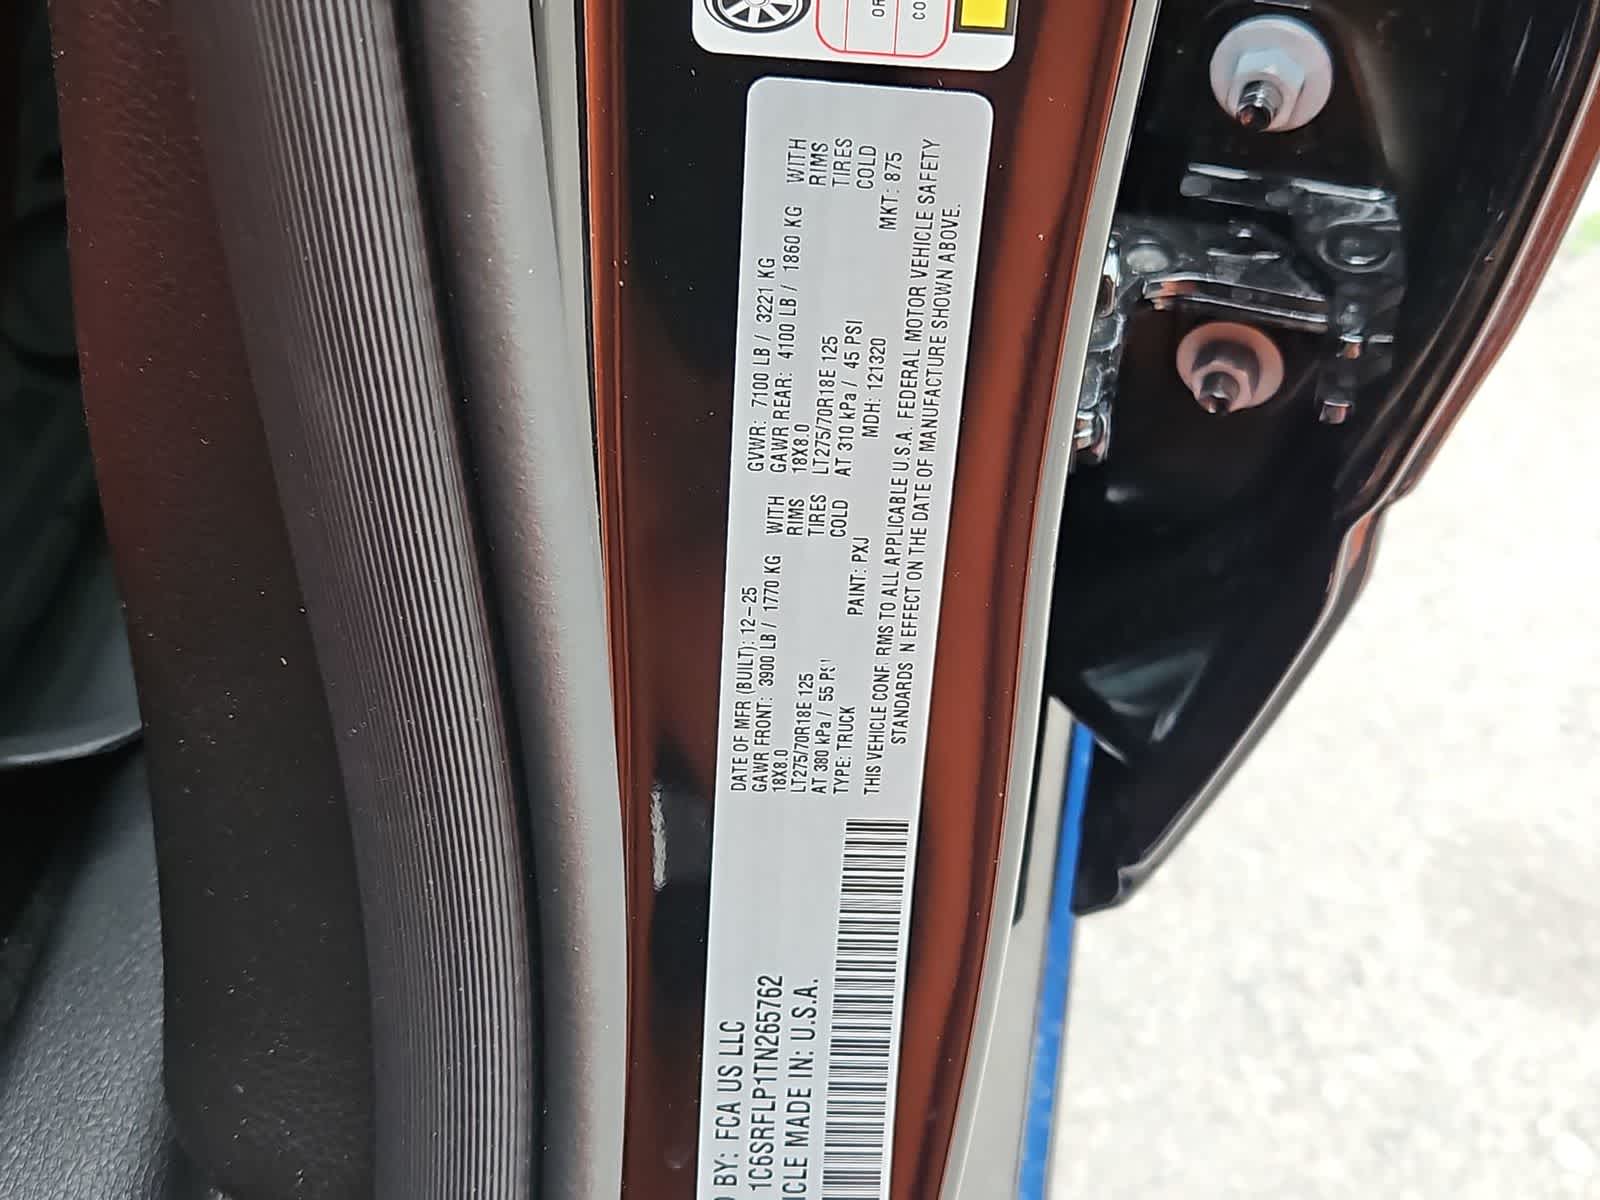 OR
CO
DATE OF MFR (BUILT): 12-25 GVWR: 7100 LB / 3221 KG
GAWR FRONT: 3900 LB / 1770 KG WITH GAWR REAR: 4100 LB / 1860 KG WITH
18X8.0 RIMS 18X8.0 RIMS
LT275/70R18E 125 TIRES LT275/70R18E 125 TIRES
AT 380 kPa / 55 PSI COLD AT 310 kPa / 45 PSI COLD
TYPE: TRUCK PAINT: PXJ MDH: 121320 MKT: 875
THIS VEHICLE CONF RMS TO ALL APPLICABLE U.S.A. FEDERAL MOTOR VEHICLE SAFETY
STANDARDS N EFFECT ON THE DATE OF MANUFACTURE SHOWN ABOVE.
D BY: FCA US LLC
1C6SRFLP1TN265762
ICLE MADE IN: U.S.A.